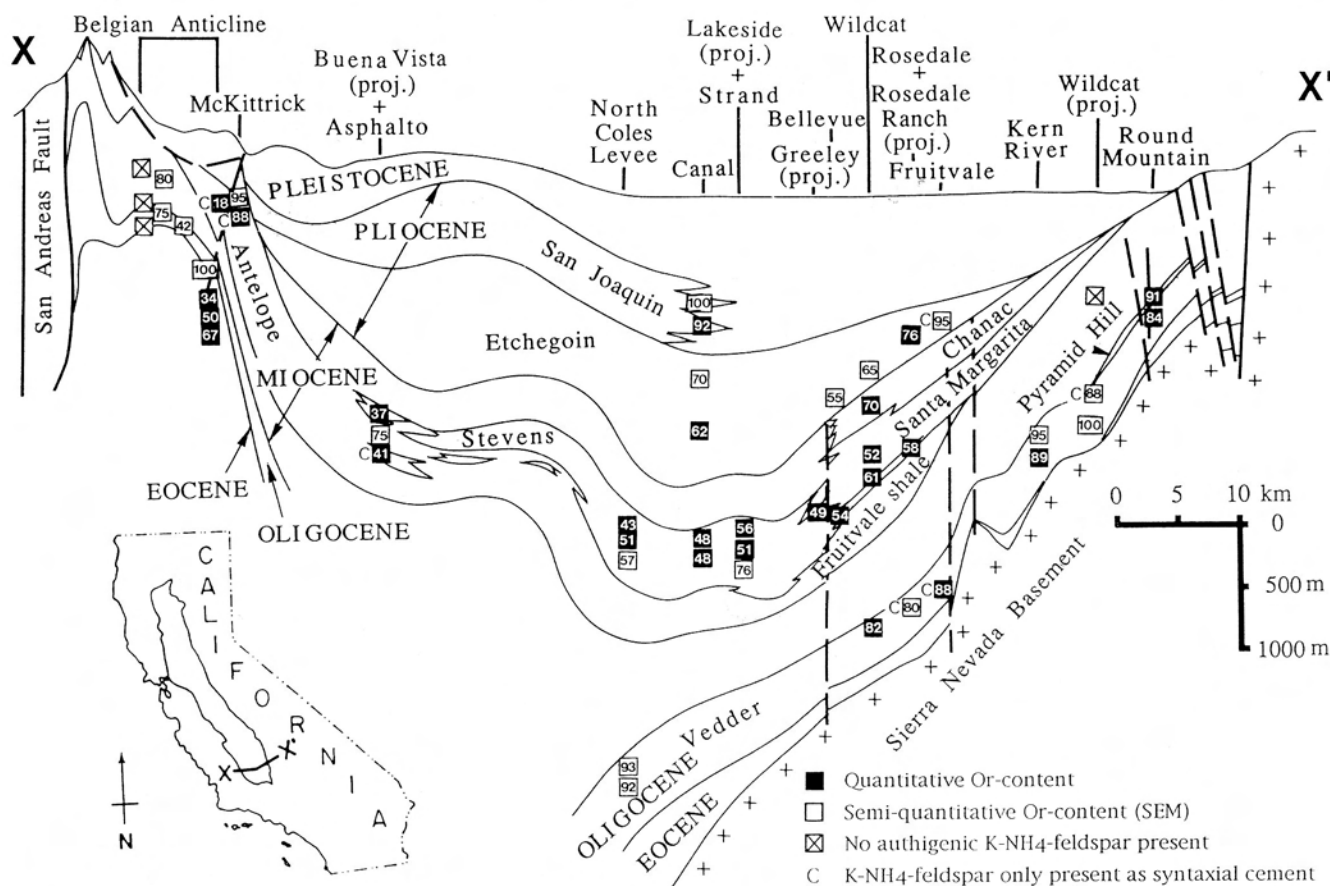 X
Belgian Anticline
McKittrick
Buena Vista
(proj.)
+
Asphalto
North
Coles
Levee
Canal
Lakeside
(proj.)
+
Strand
Bellevue
Greeley
(proj.)
Wildcat
Rosedale
+
Rosedale
Ranch
(proj.)
Fruitvale
Kern
River
Wildcat
(proj.)
Round
Mountain
X'
San Andreas Fault
PLEISTOCENE
PLIOCENE
San Joaquin
Etchegoin
Antelope
MIOCENE
Stevens
EOCENE
OLIGOCENE
Chanac
Santa Margarita
Fruitvale shale
Pyramid Hill
Vedder
OLIGOCENE
EOCENE
Sierra Nevada Basement
80
75
42
C 18
95
C 88
100
34
50
67
37
75
C 41
43
51
57
93
92
100
92
70
62
48
48
56
51
76
55
49
54
65
70
52
61
82
76
58
C 80
C 95
C 88
95
89
C 88
100
91
84
0 5 10 km
0
500 m
1000 m
CALIFORNIA
X
X'
N
Quantitative Or-content
Semi-quantitative Or-content (SEM)
No authigenic K-NH4-feldspar present
C K-NH4-feldspar only present as syntaxial cement